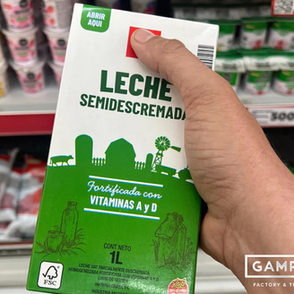 ABRIR
AQUÍ
LECHE
SEMIDESCREMADA
Fortificada con
VITAMINAS A y D
CONT NETO
1L
FSC
GAMP
FACTORY & T